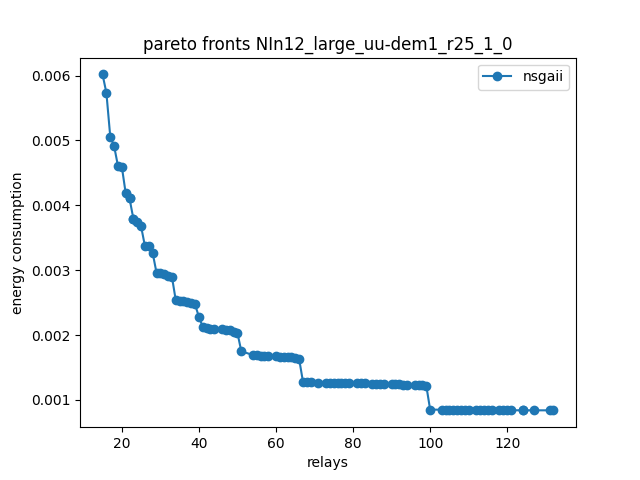 pareto fronts NIn12_large_uu-dem1_r25_1_0
nsgaii
energy consumption
0.006
0.005
0.004
0.003
0.002
0.001
20 40 60 80 100 120
relays